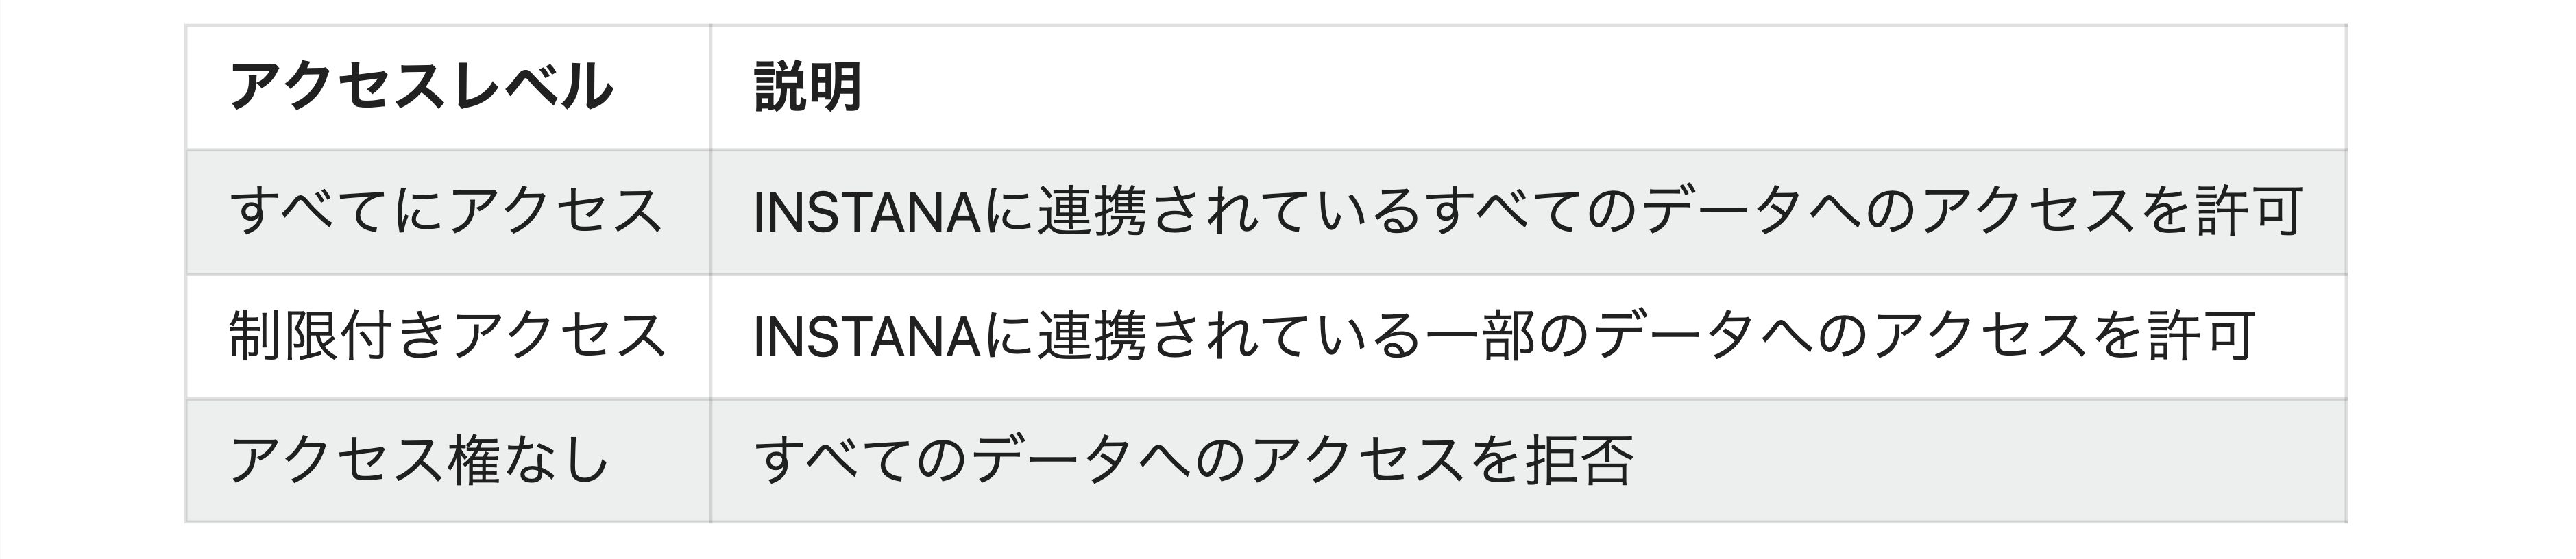 アクセスレベル 説明
すべてにアクセス INSTANAに連携されているすべてのデータへのアクセスを許可
制限付きアクセス INSTANAに連携されている一部のデータへのアクセスを許可
アクセス権なし すべてのデータへのアクセスを拒否